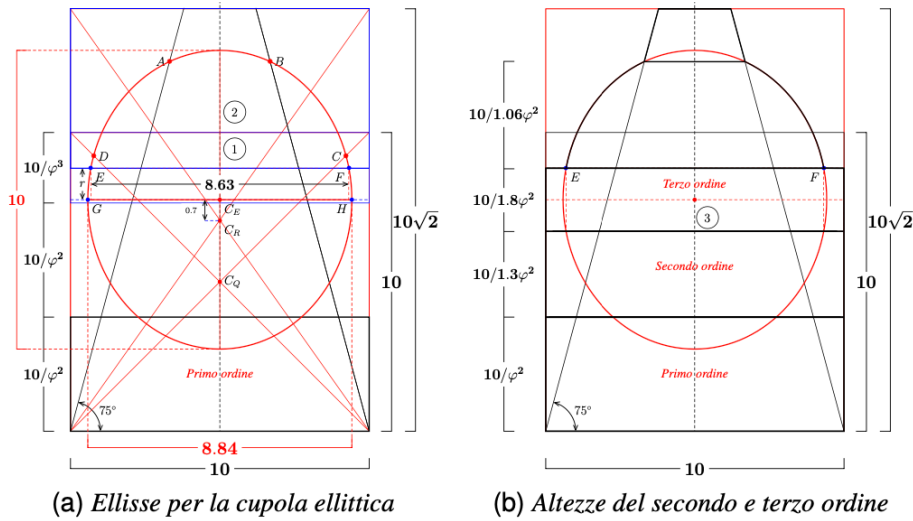 A
B
2
1
D
C
E
8.63
F
r
G
0.7
C_E
H
C_R
C_Q
10/φ³
10
10/φ²
10/φ²
10√2
10
Primo ordine
75°
8.84
10
(a) Ellisse per la cupola ellittica
10/1.06φ²
E
F
Terzo ordine
10/1.8φ²
3
10√2
Secondo ordine
10/1.3φ²
10
10/φ²
Primo ordine
75°
10
(b) Altezze del secondo e terzo ordine